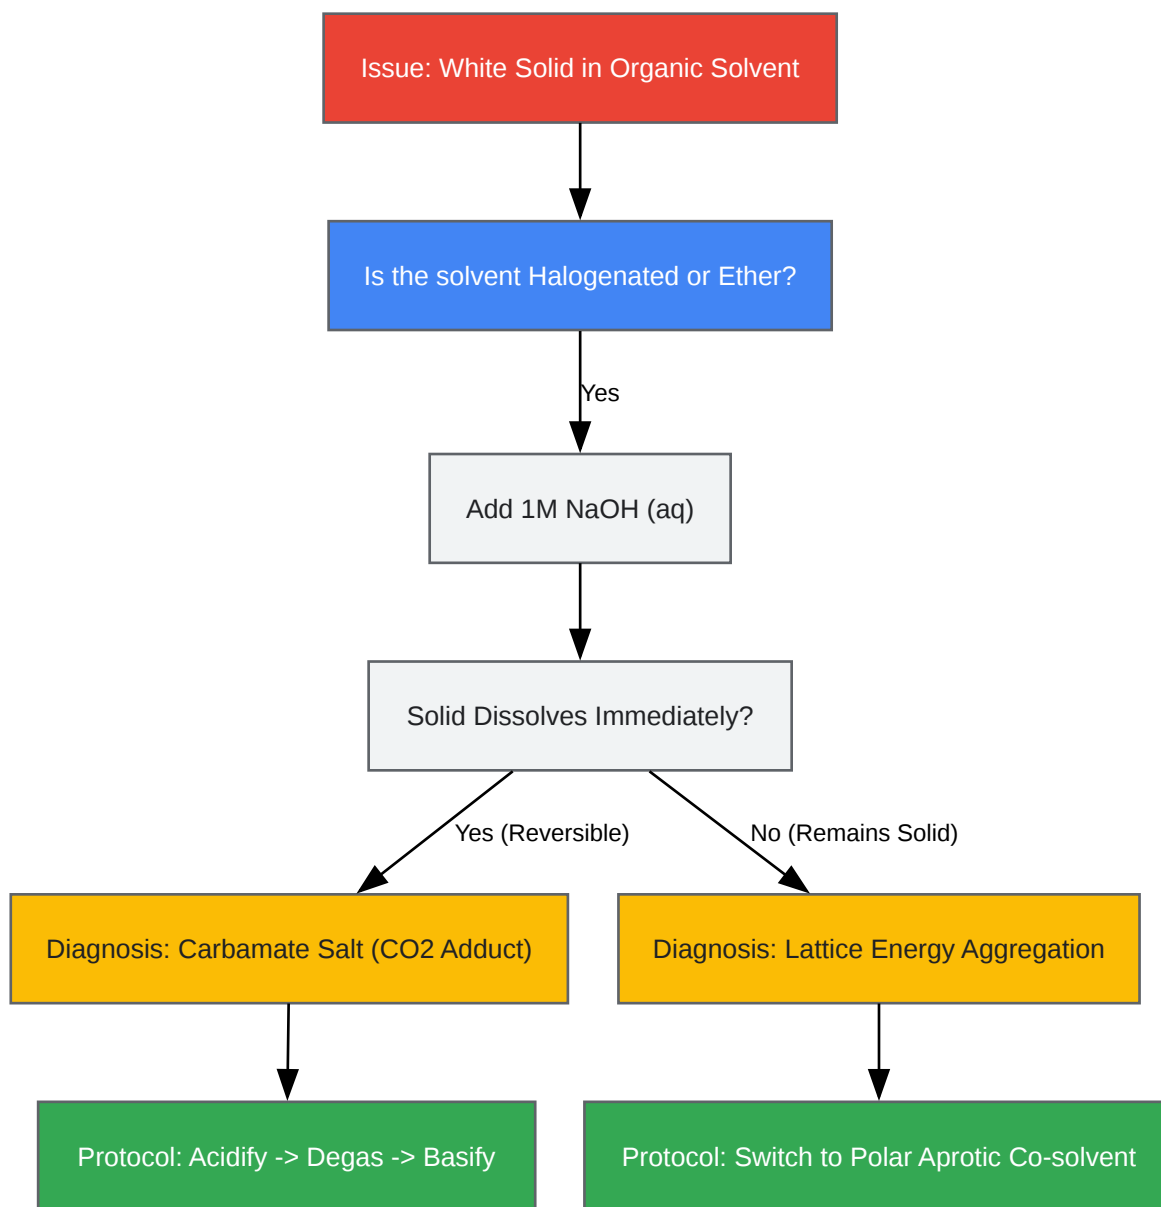 Issue: White Solid in Organic Solvent
Is the solvent Halogenated or Ether?
Yes
Add 1M NaOH (aq)
Solid Dissolves Immediately?
Yes (Reversible)
No (Remains Solid)
Diagnosis: Carbamate Salt (CO2 Adduct)
Diagnosis: Lattice Energy Aggregation
Protocol: Acidify -> Degas -> Basify
Protocol: Switch to Polar Aprotic Co-solvent